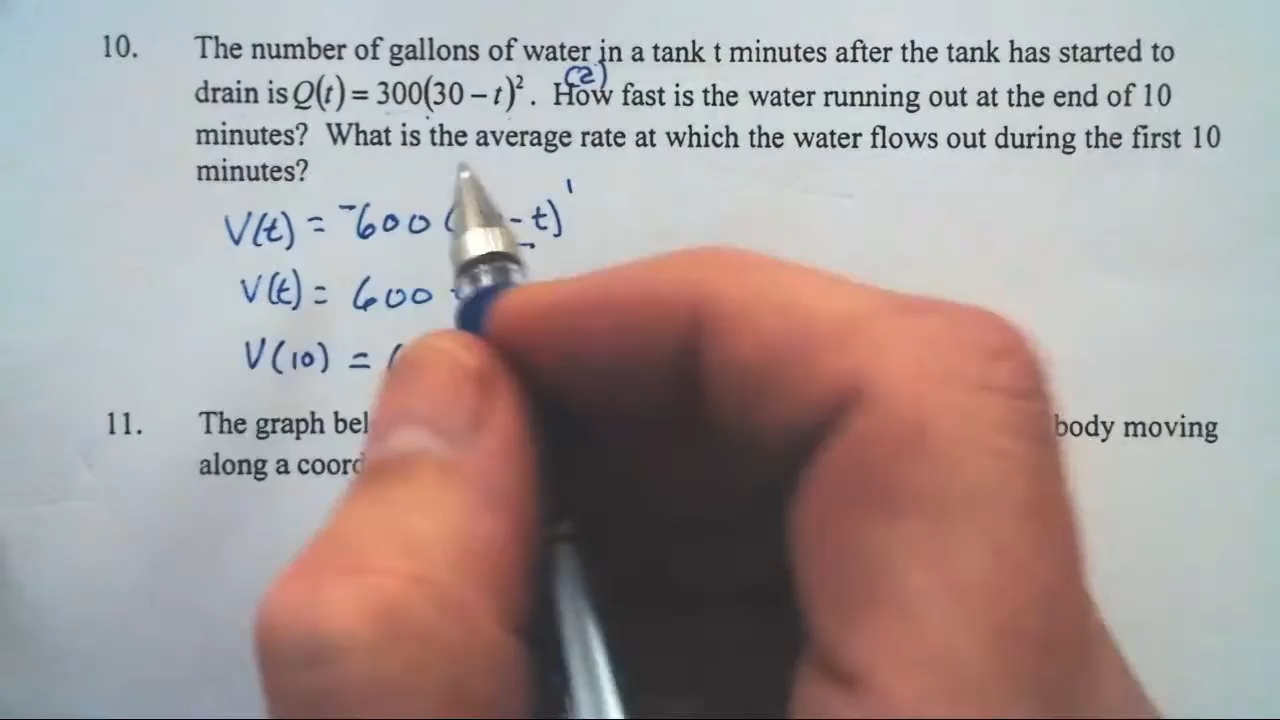 10. The number of gallons of water in a tank t minutes after the tank has started to
drain is Q(t) = 300(30 – t)². How fast is the water running out at the end of 10
(2)
minutes? What is the average rate at which the water flows out during the first 10
minutes?
V(t) = -600 ( -t)'
V(t) = 600
V(10) = (
11. The graph bel body moving
along a coord